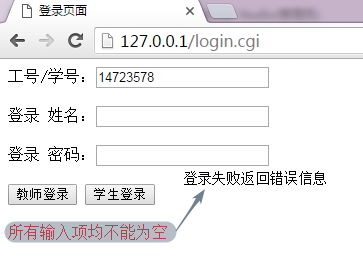 登录页面
127.0.0.1/login.cgi
工号/学号：14723578
登录 姓名：
登录 密码：
登录失败返回错误信息
教师登录 学生登录
所有输入项均不能为空